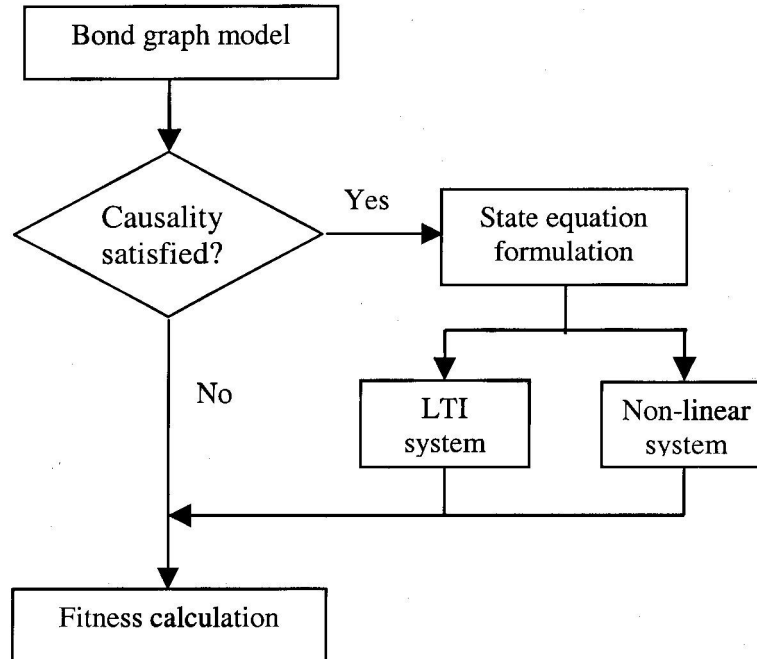 Bond graph model
Causality
satisfied?
Yes
State equation
formulation
No
LTI
system
Non-linear
system
Fitness calculation